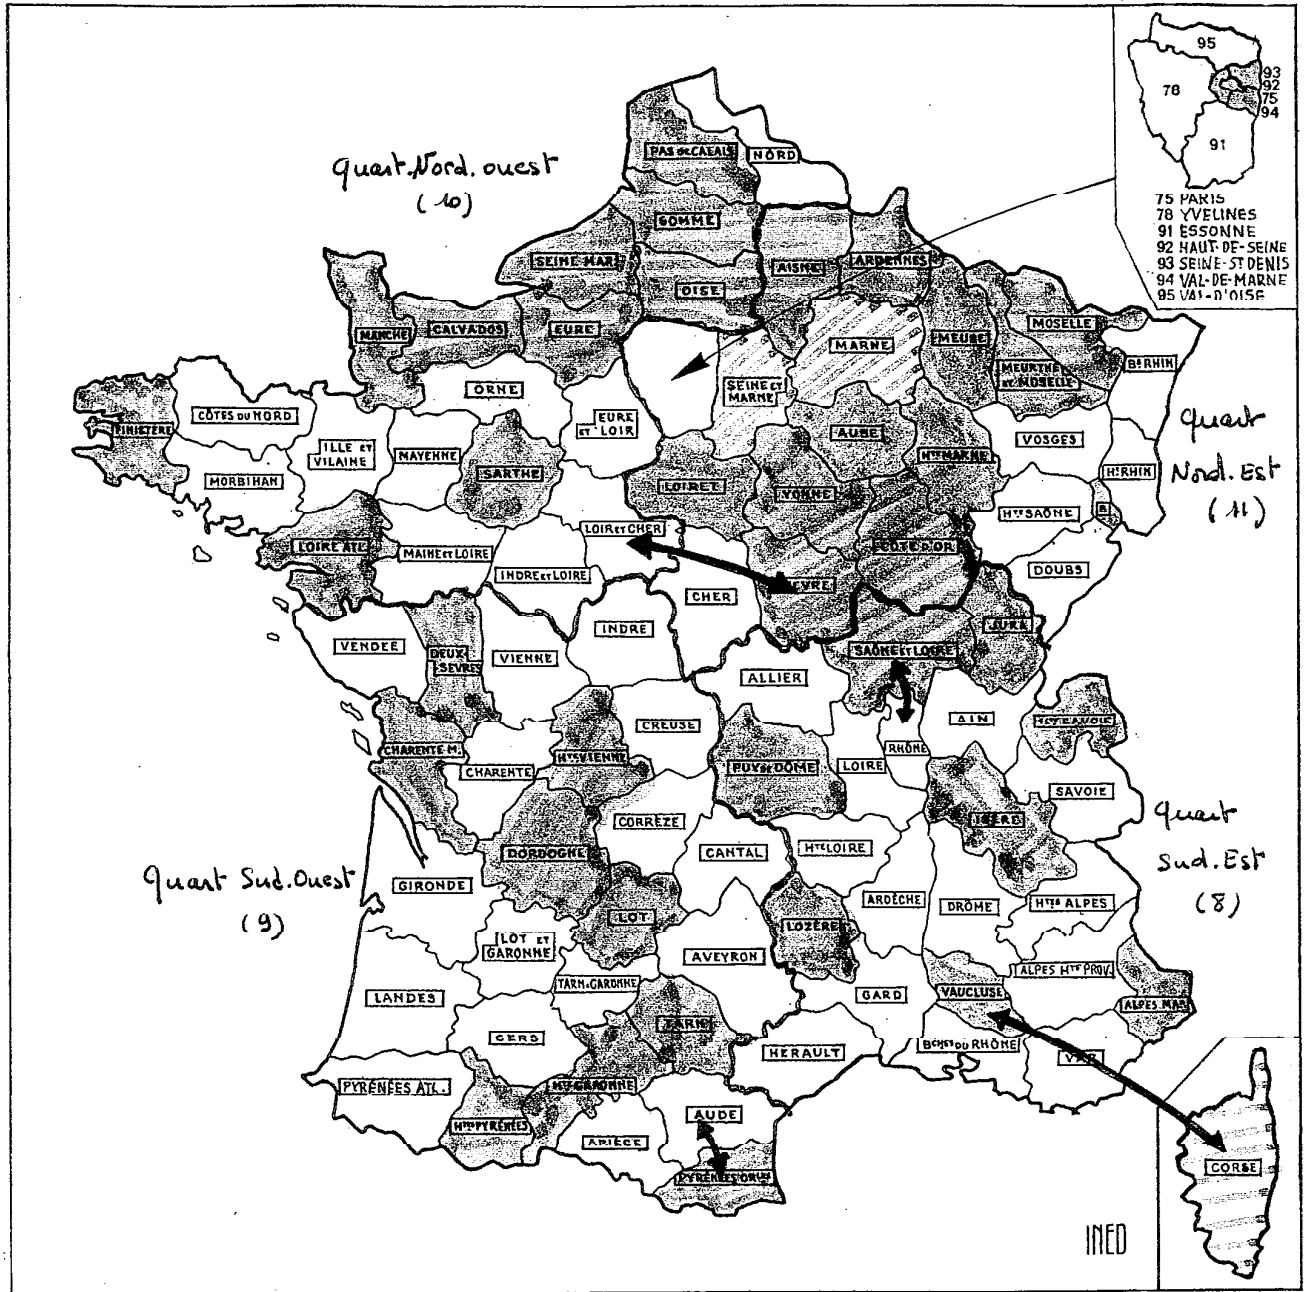 95
93
92
75
94
78
91
75 PARIS
78 YVELINES
91 ESSONNE
92 HAUT-DE-SEINE
93 SEINE-ST DENIS
94 VAL-DE-MARNE
95 VAL-D'OISE
Quart.Nord.ouest
(10)
PAS DE CALAIS
NORD
SOMME
SEINE MAR.
OISE
AISNE
ARDENNES
MANCHE
CALVADOS
EURE
MARNE
MEUSE
MOSELLE
MEURTHE
ET MOSELLE
BS RHIN
ORNE
SEINE ET
MARNE
FINISTÈRE
CÔTES DU NORD
ILLE ET
VILAINE
MAYENNE
EURE
ET LOIR
AUBE
VOSGES
MORBIHAN
SARTHE
LOIRET
YONNE
HTE MARNE
HT RHIN
Quart
Nord.Est
(11)
LOIRE ATL.
MAINE ET LOIRE
LOIR ET CHER
INDRE ET LOIRE
CÔTE D'OR
HTE SAÔNE
B.
DOUBS
CHER
NIEVRE
VENDÉE
DEUX
SEVRES
VIENNE
INDRE
SAÔNE ET LOIRE
JURA
ALLIER
CREUSE
AIN
HTE SAVOIE
CHARENTE M.
CHARENTE
HTE VIENNE
PUY DE DÔME
LOIRE
RHÔNE
SAVOIE
CORRÈZE
ISÈRE
Quart
Sud.Est
(8)
DORDOGNE
CANTAL
HTE LOIRE
Quart Sud.Ouest
(9)
GIRONDE
LOT
LOZÈRE
ARDÈCHE
DRÔME
HTES ALPES
LOT ET
GARONNE
AVEYRON
TARN.GARONNE
LANDES
GARD
VAUCLUSE
ALPES HTE PROV.
ALPES MAR.
GERS
TARN
HERAULT
BCHES DU RHÔNE
VAR
PYRÉNÉES ATL.
HTE GARONNE
HTES PYRÉNÉES
ARIÈGE
AUDE
PYRÉNÉES ORLES
CORSE
INED